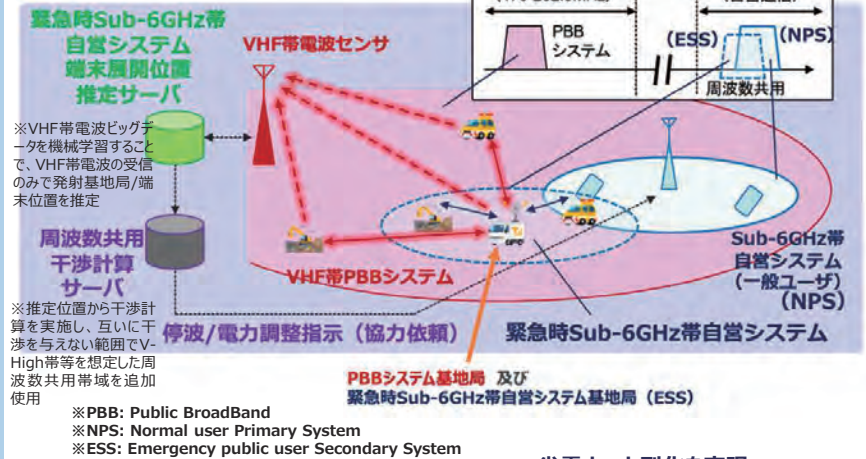 緊急時Sub-6GHz帯
自営システム
端末展開位置
推定サーバ
※VHF帯電波ビッグデ
ータを機械学習すること
で、VHF帯電波の受信
のみで発射基地局/端
末位置を推定
周波数共用
干渉計算
サーバ
※推定位置から干渉計
算を実施し、互いに干
渉を与えない範囲でV-
High帯等を想定した周
波数共用帯域を追加
使用
VHF帯電波センサ
PBB
システム
(ESS)
(NPS)
周波数共用
VHF帯PBBシステム
Sub-6GHz帯
自営システム
(一般ユーザ)
(NPS)
停波/電力調整指示（協力依頼）
緊急時Sub-6GHz帯自営システム
PBBシステム基地局 及び
緊急時Sub-6GHz帯自営システム基地局（ESS）
※PBB: Public BroadBand
※NPS: Normal user Primary System
※ESS: Emergency public user Secondary System